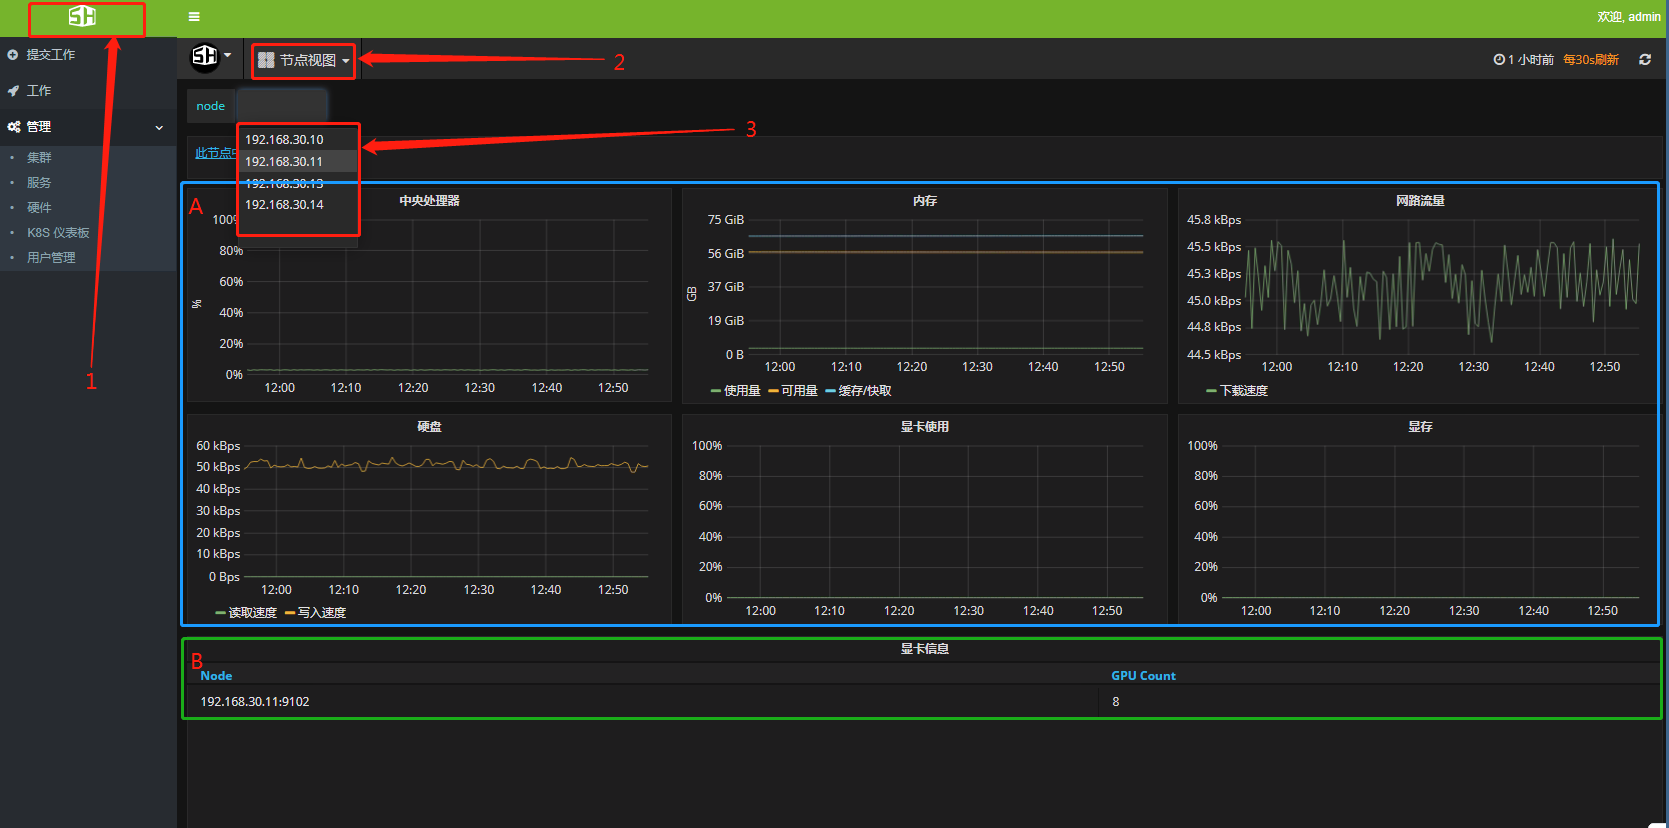 SH
欢迎, admin
提交工作
工作
管理
集群
服务
硬件
K8S 仪表板
用户管理
1
SH
节点视图
2
1 小时前 每30s刷新
node
192.168.30.10
192.168.30.11
192.168.30.13
192.168.30.14
3
此节点
A
中央处理器
100%
80%
60%
40%
20%
0%
%
12:00 12:10 12:20 12:30 12:40 12:50
内存
75 GiB
56 GiB
37 GiB
19 GiB
0 B
GB
12:00 12:10 12:20 12:30 12:40 12:50
使用量 可用量 缓存/快取
网路流量
45.8 kBps
45.5 kBps
45.3 kBps
45.0 kBps
44.8 kBps
44.5 kBps
12:00 12:10 12:20 12:30 12:40 12:50
下载速度
硬盘
60 kBps
50 kBps
40 kBps
30 kBps
20 kBps
10 kBps
0 Bps
12:00 12:10 12:20 12:30 12:40 12:50
读取速度 写入速度
显卡使用
100%
80%
60%
40%
20%
0%
12:00 12:10 12:20 12:30 12:40 12:50
显存
100%
80%
60%
40%
20%
0%
12:00 12:10 12:20 12:30 12:40 12:50
B
显卡信息
Node GPU Count
192.168.30.11:9102 8